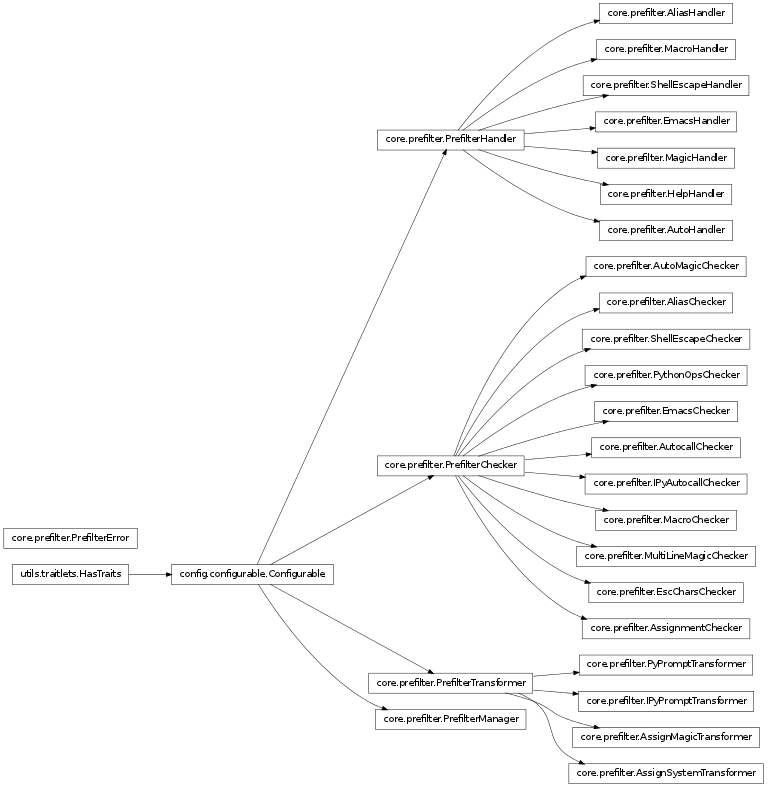 core.prefilter.AliasHandler
core.prefilter.MacroHandler
core.prefilter.ShellEscapeHandler
core.prefilter.EmacsHandler
core.prefilter.PrefilterHandler
core.prefilter.MagicHandler
core.prefilter.HelpHandler
core.prefilter.AutoHandler
core.prefilter.AutoMagicChecker
core.prefilter.AliasChecker
core.prefilter.ShellEscapeChecker
core.prefilter.PythonOpsChecker
core.prefilter.EmacsChecker
core.prefilter.AutocallChecker
core.prefilter.PrefilterChecker
core.prefilter.IPyAutocallChecker
core.prefilter.MacroChecker
core.prefilter.PrefilterError
core.prefilter.MultiLineMagicChecker
utils.traitlets.HasTraits
config.configurable.Configurable
core.prefilter.EscCharsChecker
core.prefilter.AssignmentChecker
core.prefilter.PyPromptTransformer
core.prefilter.PrefilterTransformer
core.prefilter.IPyPromptTransformer
core.prefilter.PrefilterManager
core.prefilter.AssignMagicTransformer
core.prefilter.AssignSystemTransformer